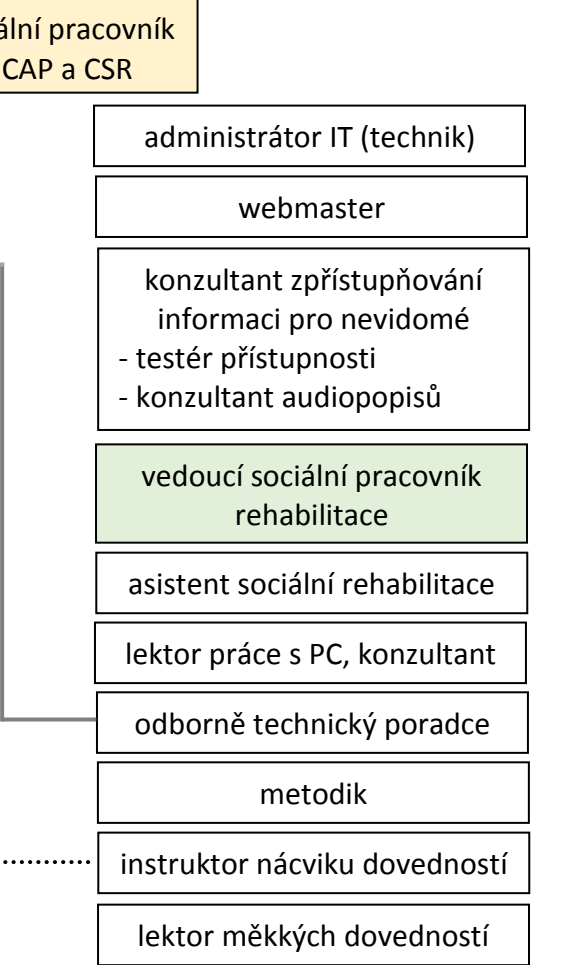 ální pracovník
CAP a CSR
administrátor IT (technik)
webmaster
konzultant zpřístupňování
informaci pro nevidomé
- testér přístupnosti
- konzultant audiopopisů
vedoucí sociální pracovník
rehabilitace
asistent sociální rehabilitace
lektor práce s PC, konzultant
odborně technický poradce
metodik
instruktor nácviku dovedností
lektor měkkých dovedností